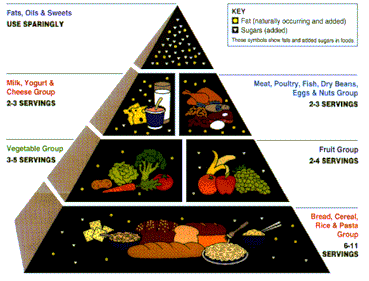 Fats, Oils & Sweets
USE SPARINGLY
KEY
Fat (naturally occurring and added)
Sugars (added)
These symbols show fats and added sugars in foods.
Milk, Yogurt &
Cheese Group
2-3 SERVINGS
Meat, Poultry, Fish, Dry Beans,
Eggs & Nuts Group
2-3 SERVINGS
Vegetable Group
3-5 SERVINGS
Fruit Group
2-4 SERVINGS
Bread, Cereal,
Rice & Pasta
Group
6-11
SERVINGS